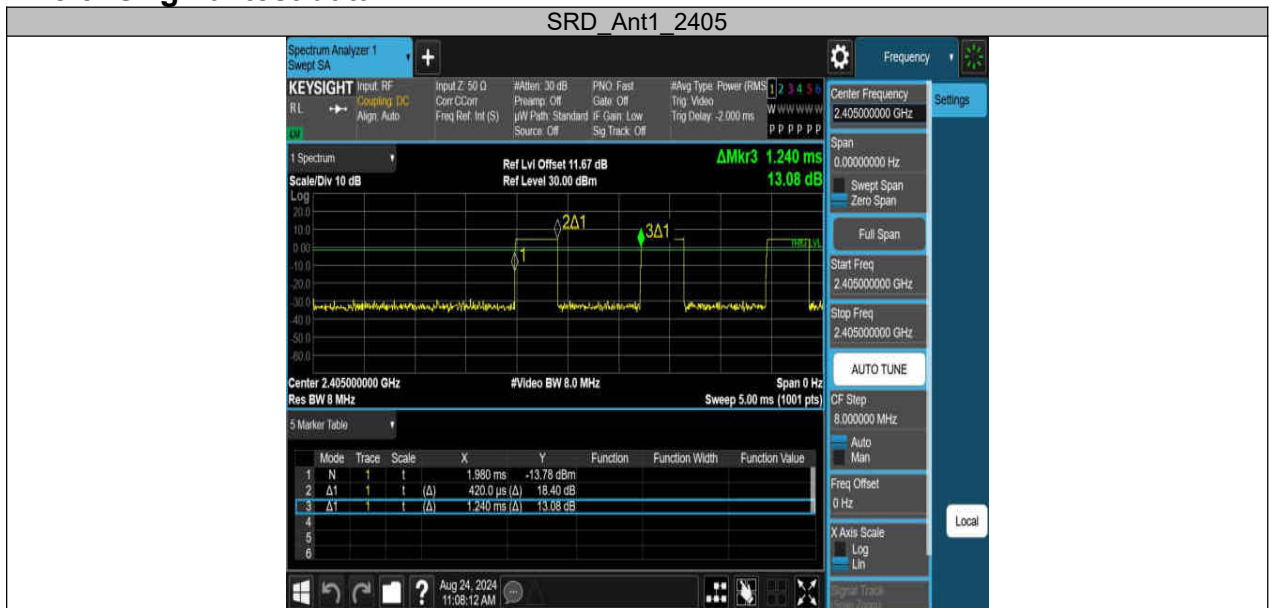 SRD_Ant1_2405
Spectrum Analyzer 1
Swept SA
+
Frequency
KEYSIGHT
RL
Input: RF
Coupling: DC
Align: Auto
Input Z: 50 Ω
Corr CCorr
Freq Ref: Int (S)
#Atten: 30 dB
Preamp: Off
µW Path: Standard
Source: Off
PNO: Fast
Gate: Off
IF Gain: Low
Sig Track: Off
#Avg Type: Power (RMS
Trig: Video
Trig Delay: -2.000 ms
1 2 3 4 5 6
W W W W W W
P P P P P P
Center Frequency
2.405000000 GHz
Settings
1 Spectrum
Scale/Div 10 dB
Ref Lvl Offset 11.67 dB
Ref Level 30.00 dBm
ΔMkr3 1.240 ms
13.08 dB
Log
20.0
10.0
0.00
-10.0
-20.0
-30.0
-40.0
-50.0
-60.0
1
2Δ1
3Δ1
TRIG LVL
Center 2.405000000 GHz
#Video BW 8.0 MHz
Span 0 Hz
Res BW 8 MHz
Sweep 5.00 ms (1001 pts)
Span
0.00000000 Hz
Swept Span
Zero Span
Full Span
Start Freq
2.405000000 GHz
Stop Freq
2.405000000 GHz
AUTO TUNE
CF Step
8.000000 MHz
Auto
Man
Freq Offset
0 Hz
X Axis Scale
Log
Lin
Signal Track
Local
5 Marker Table
Mode Trace Scale X Y Function Function Width Function Value
1 N 1 t 1.980 ms -13.78 dBm
2 Δ1 1 t (Δ) 420.0 µs (Δ) 18.40 dB
3 Δ1 1 t (Δ) 1.240 ms (Δ) 13.08 dB
4
5
6
?
Aug 24, 2024
11:08:12 AM